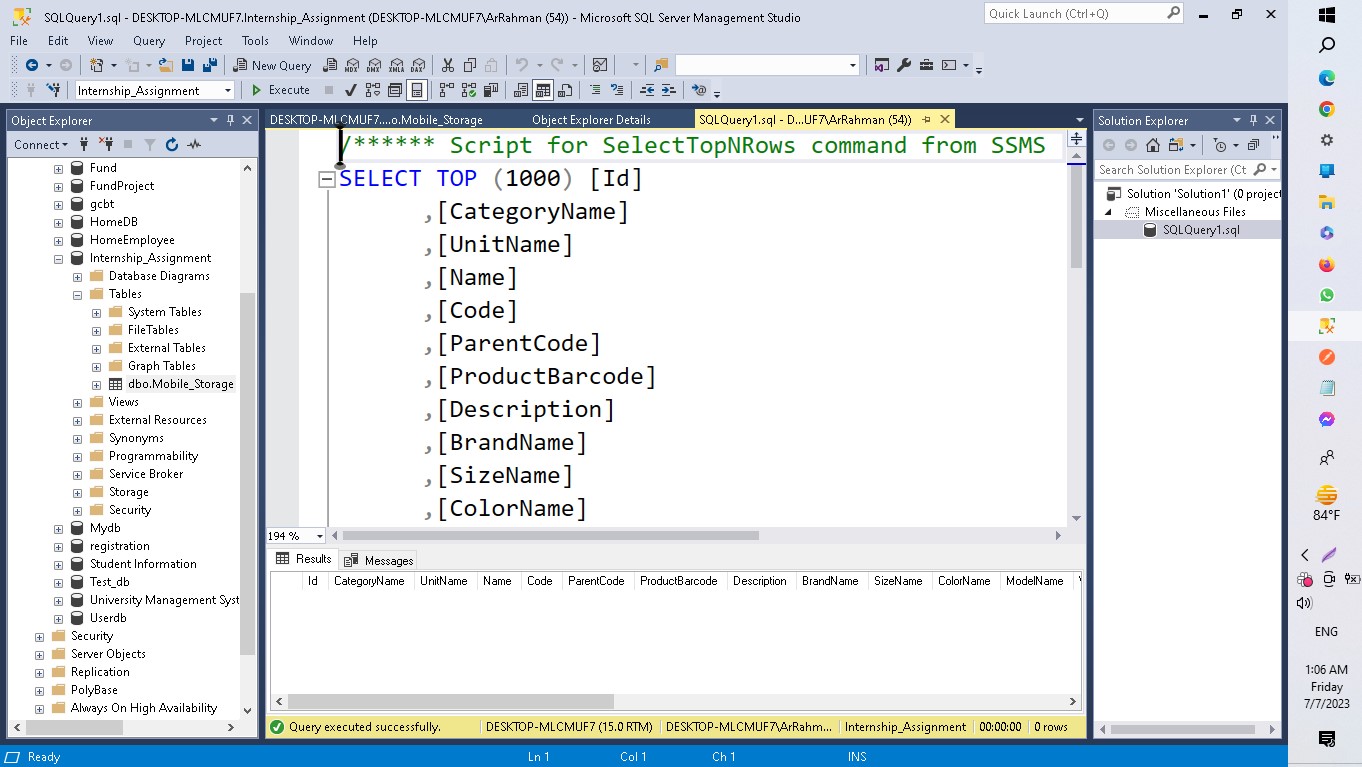 SQLQuery1.sql - DESKTOP-MLCMUF7.Internship_Assignment (DESKTOP-MLCMUF7\ArRahman (54)) - Microsoft SQL Server Management Studio
Quick Launch (Ctrl+Q)
File Edit View Query Project Tools Window Help
New Query MDX DMX XMLA DAX
Internship_Assignment Execute
Object Explorer
Connect
Fund
FundProject
gcbt
HomeDB
HomeEmployee
Internship_Assignment
Database Diagrams
Tables
System Tables
FileTables
External Tables
Graph Tables
dbo.Mobile_Storage
Views
External Resources
Synonyms
Programmability
Service Broker
Storage
Security
Mydb
registration
Student Information
Test_db
University Management Syst
Userdb
Security
Server Objects
Replication
PolyBase
Always On High Availability
DESKTOP-MLCMUF7....o.Mobile_Storage Object Explorer Details SQLQuery1.sql - D...UF7\ArRahman (54))
/****** Script for SelectTopNRows command from SSMS
SELECT TOP (1000) [Id]
,[CategoryName]
,[UnitName]
,[Name]
,[Code]
,[ParentCode]
,[ProductBarcode]
,[Description]
,[BrandName]
,[SizeName]
,[ColorName]
194 %
Results Messages
Id CategoryName UnitName Name Code ParentCode ProductBarcode Description BrandName SizeName ColorName ModelName
Query executed successfully. DESKTOP-MLCMUF7 (15.0 RTM) DESKTOP-MLCMUF7\ArRahm... Internship_Assignment 00:00:00 0 rows
Solution Explorer
Search Solution Explorer (Ct
Solution 'Solution1' (0 project
Miscellaneous Files
SQLQuery1.sql
Ready Ln 1 Col 1 Ch 1 INS
84°F
ENG
1:06 AM
Friday
7/7/2023